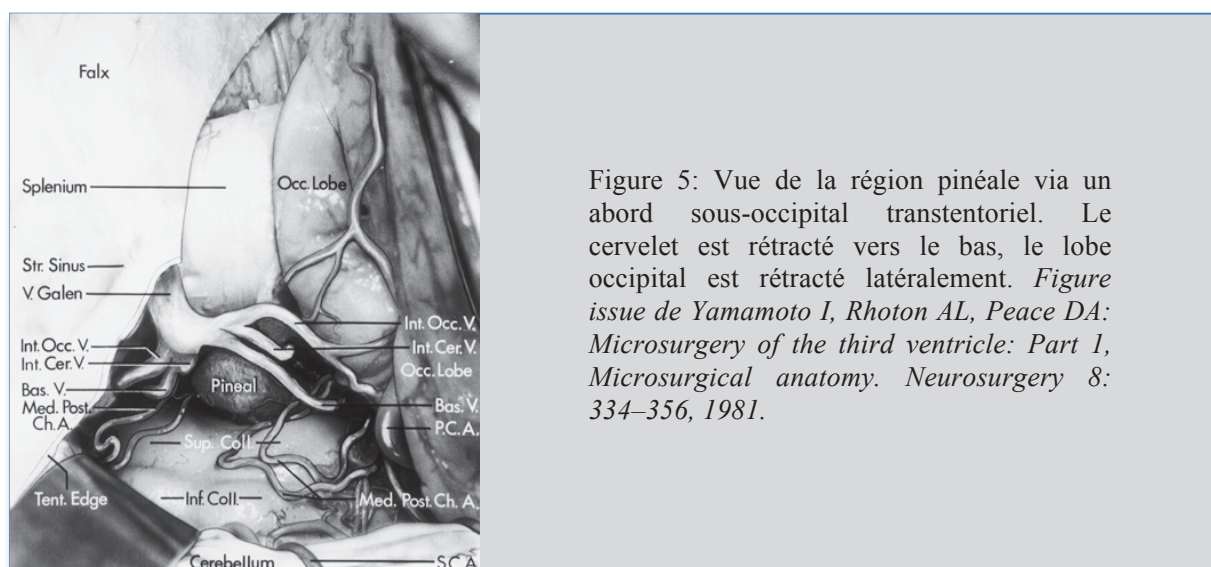 Falx
Splenium
Occ. Lobe
Str. Sinus
V. Galen
Int. Occ. V.
Int. Cer. V.
Int. Occ. V.
Int. Cer. V.
Occ. Lobe
Pineal
Bas. V.
Med. Post.
Ch. A.
Bas. V.
P.C.A.
Sup. Coll.
Tent. Edge
Inf. Coll.
Med. Post. Ch. A.
Cerebellum
S.C.A.
Figure 5: Vue de la région pinéale via un
abord sous-occipital transtentoriel. Le
cervelet est rétracté vers le bas, le lobe
occipital est rétracté latéralement. Figure
issue de Yamamoto I, Rhoton AL, Peace DA:
Microsurgery of the third ventricle: Part 1,
Microsurgical anatomy. Neurosurgery 8:
334–356, 1981.